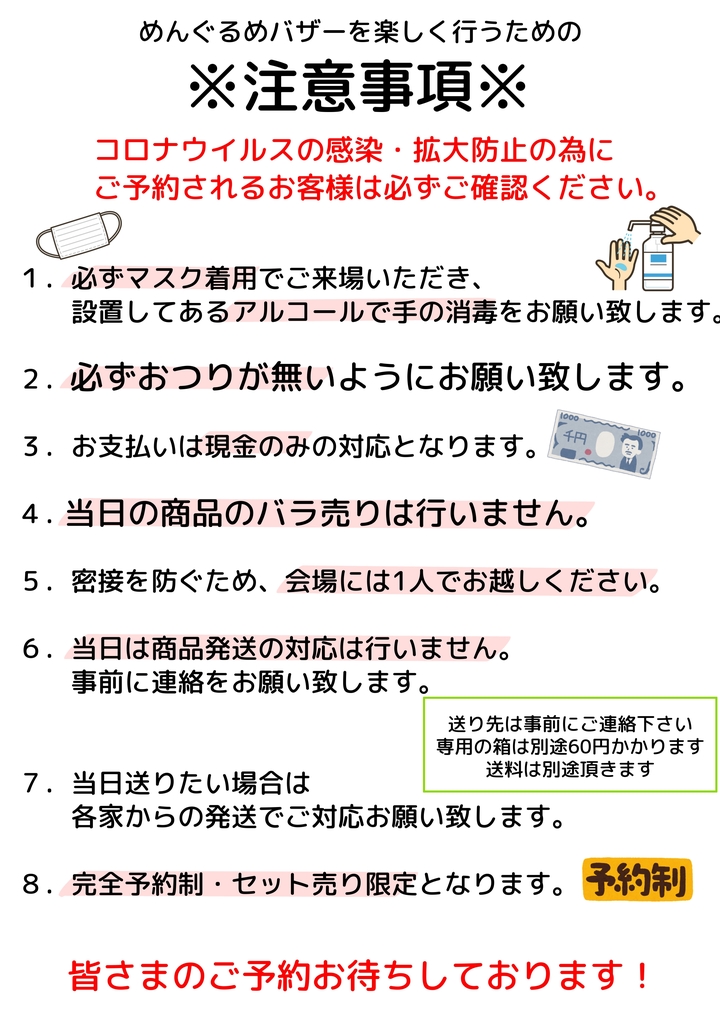 めんぐるめバザーを楽しく行うための
※注意事項※
コロナウイルスの感染・拡大防止の為に
ご予約されるお客様は必ずご確認ください。
1．必ずマスク着用でご来場いただき、
設置してあるアルコールで手の消毒をお願い致します。
2．必ずおつりが無いようにお願い致します。
3．お支払いは現金のみの対応となります。
1000
千円
1000
4．当日の商品のバラ売りは行いません。
5．密接を防ぐため、会場には1人でお越しください。
6．当日は商品発送の対応は行いません。
事前に連絡をお願い致します。
送り先は事前にご連絡下さい
専用の箱は別途60円かかります
送料は別途頂きます
7．当日送りたい場合は
各家からの発送でご対応お願い致します。
8．完全予約制・セット売り限定となります。
予約制
皆さまのご予約お待ちしております！